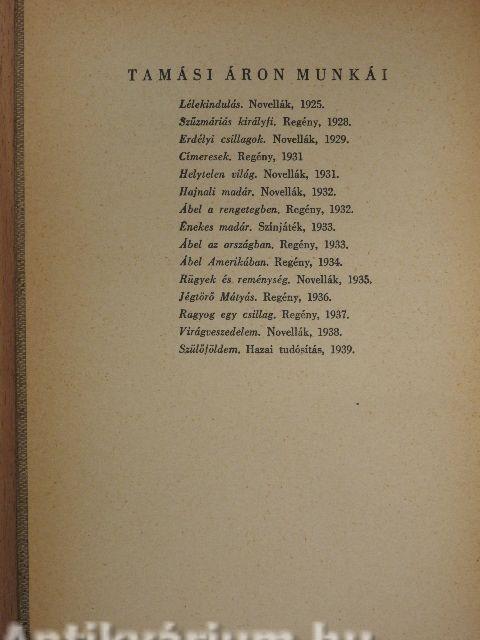 TAMÁSI ÁRON MUNKÁI
Lélekindulás. Novellák, 1925.
Szűzmáriás királyfi. Regény, 1928.
Erdélyi csillagok. Novellák, 1929.
Címeresek. Regény, 1931
Helytelen világ. Novellák, 1931.
Hajnali madár. Novellák, 1932.
Ábel a rengetegben. Regény, 1932.
Énekes madár. Színjáték, 1933.
Ábel az országban. Regény, 1933.
Ábel Amerikában. Regény, 1934.
Rügyek és reménység. Novellák, 1935.
Jégtörő Mátyás. Regény, 1936.
Ragyog egy csillag. Regény, 1937.
Virágveszedelem. Novellák, 1938.
Szülőföldem. Hazai tudósítás, 1939.
Antikvárium.hu